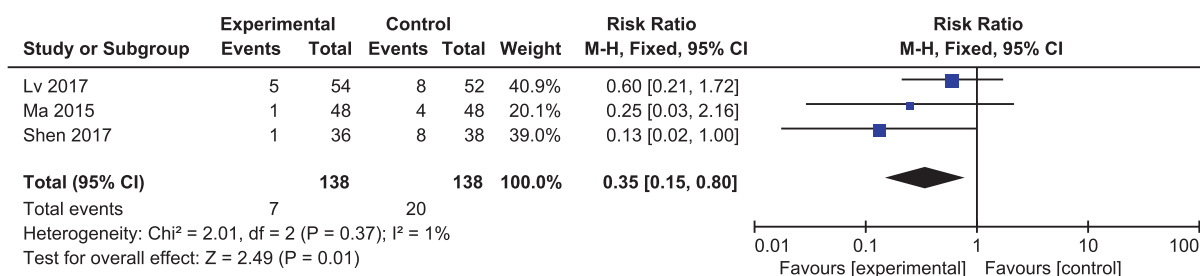 Experimental Control Risk Ratio Risk Ratio
Study or Subgroup Events Total Events Total Weight M-H, Fixed, 95% CI M-H, Fixed, 95% CI
Lv 2017 5 54 8 52 40.9% 0.60 [0.21, 1.72]
Ma 2015 1 48 4 48 20.1% 0.25 [0.03, 2.16]
Shen 2017 1 36 8 38 39.0% 0.13 [0.02, 1.00]
Total (95% CI) 138 138 100.0% 0.35 [0.15, 0.80]
Total events 7 20
Heterogeneity: Chi² = 2.01, df = 2 (P = 0.37); I² = 1%
Test for overall effect: Z = 2.49 (P = 0.01)
0.01 0.1 1 10 100
Favours [experimental] Favours [control]